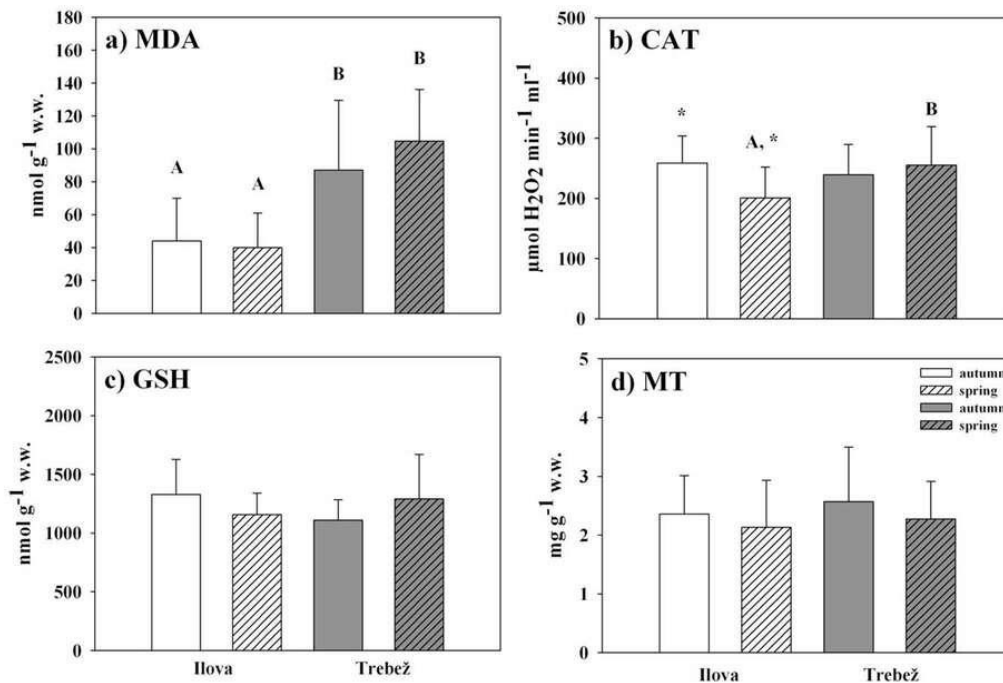 a) MDA
180
160
140
120
100
80
60
40
20
0
nmol g⁻¹ w.w.
A
A
B
B
b) CAT
500
400
300
200
100
0
µmol H₂O₂ min⁻¹ ml⁻¹
*
A, *
B
c) GSH
2500
2000
1500
1000
500
0
nmol g⁻¹ w.w.
Ilova
Trebež
d) MT
5
4
3
2
1
0
mg g⁻¹ w.w.
autumn
spring
autumn
spring
Ilova
Trebež